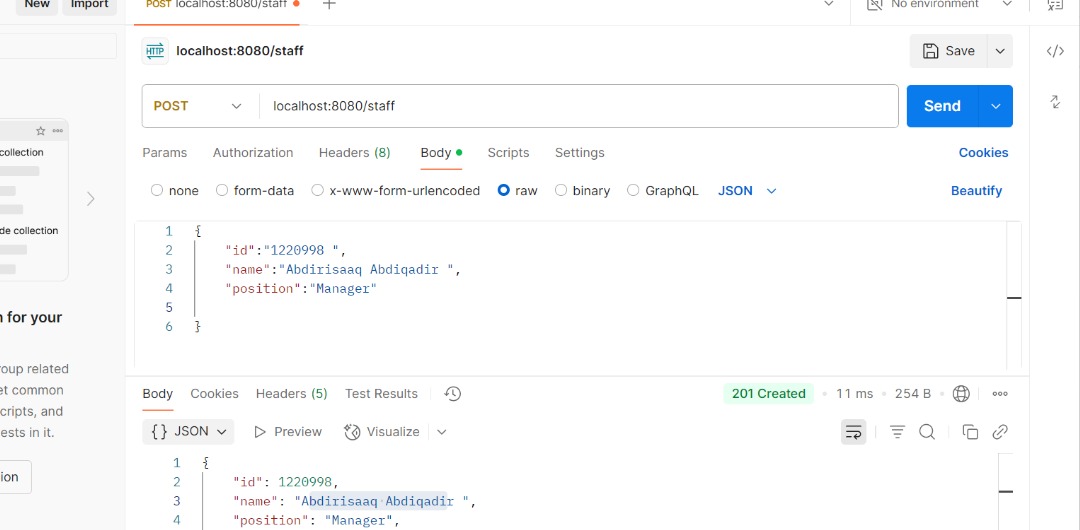 New Import POST localhost:8080/staff No environment
HTTP localhost:8080/staff Save
POST localhost:8080/staff Send
collection
Params Authorization Headers (8) Body Scripts Settings Cookies
none form-data x-www-form-urlencoded raw binary GraphQL JSON Beautify
de collection
1 {
2 "id":"1220998 ",
3 "name":"Abdirisaaq Abdiqadir ",
4 "position":"Manager"
5
6 }
n for your
roup related
et common
cripts, and
ests in it.
ion
Body Cookies Headers (5) Test Results 201 Created 11 ms 254 B
{} JSON Preview Visualize
1 {
2 "id": 1220998,
3 "name": "Abdirisaaq Abdiqadir ",
4 "position": "Manager",